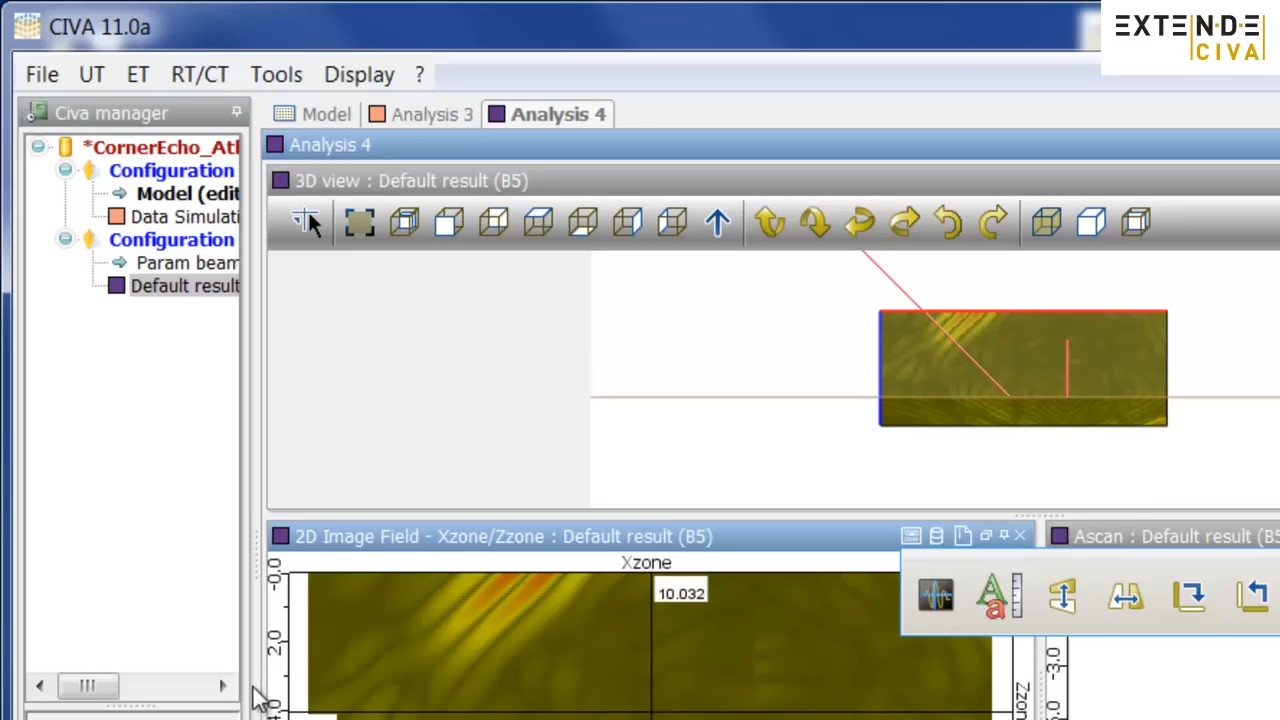 CIVA 11.0a
EXTENDE
CIVA
File UT ET RT/CT Tools Display ?
Civa manager
Model Analysis 3 Analysis 4
*CornerEcho_Atl
Configuration
Model (edit
Data Simulati
Configuration
Param beam
Default result
Analysis 4
3D view : Default result (B5)
2D Image Field - Xzone/Zzone : Default result (B5)
Ascan : Default result (B5
Aa
Xzone
10.032
-0.0
2.0
4.0
Zzone
-3.0